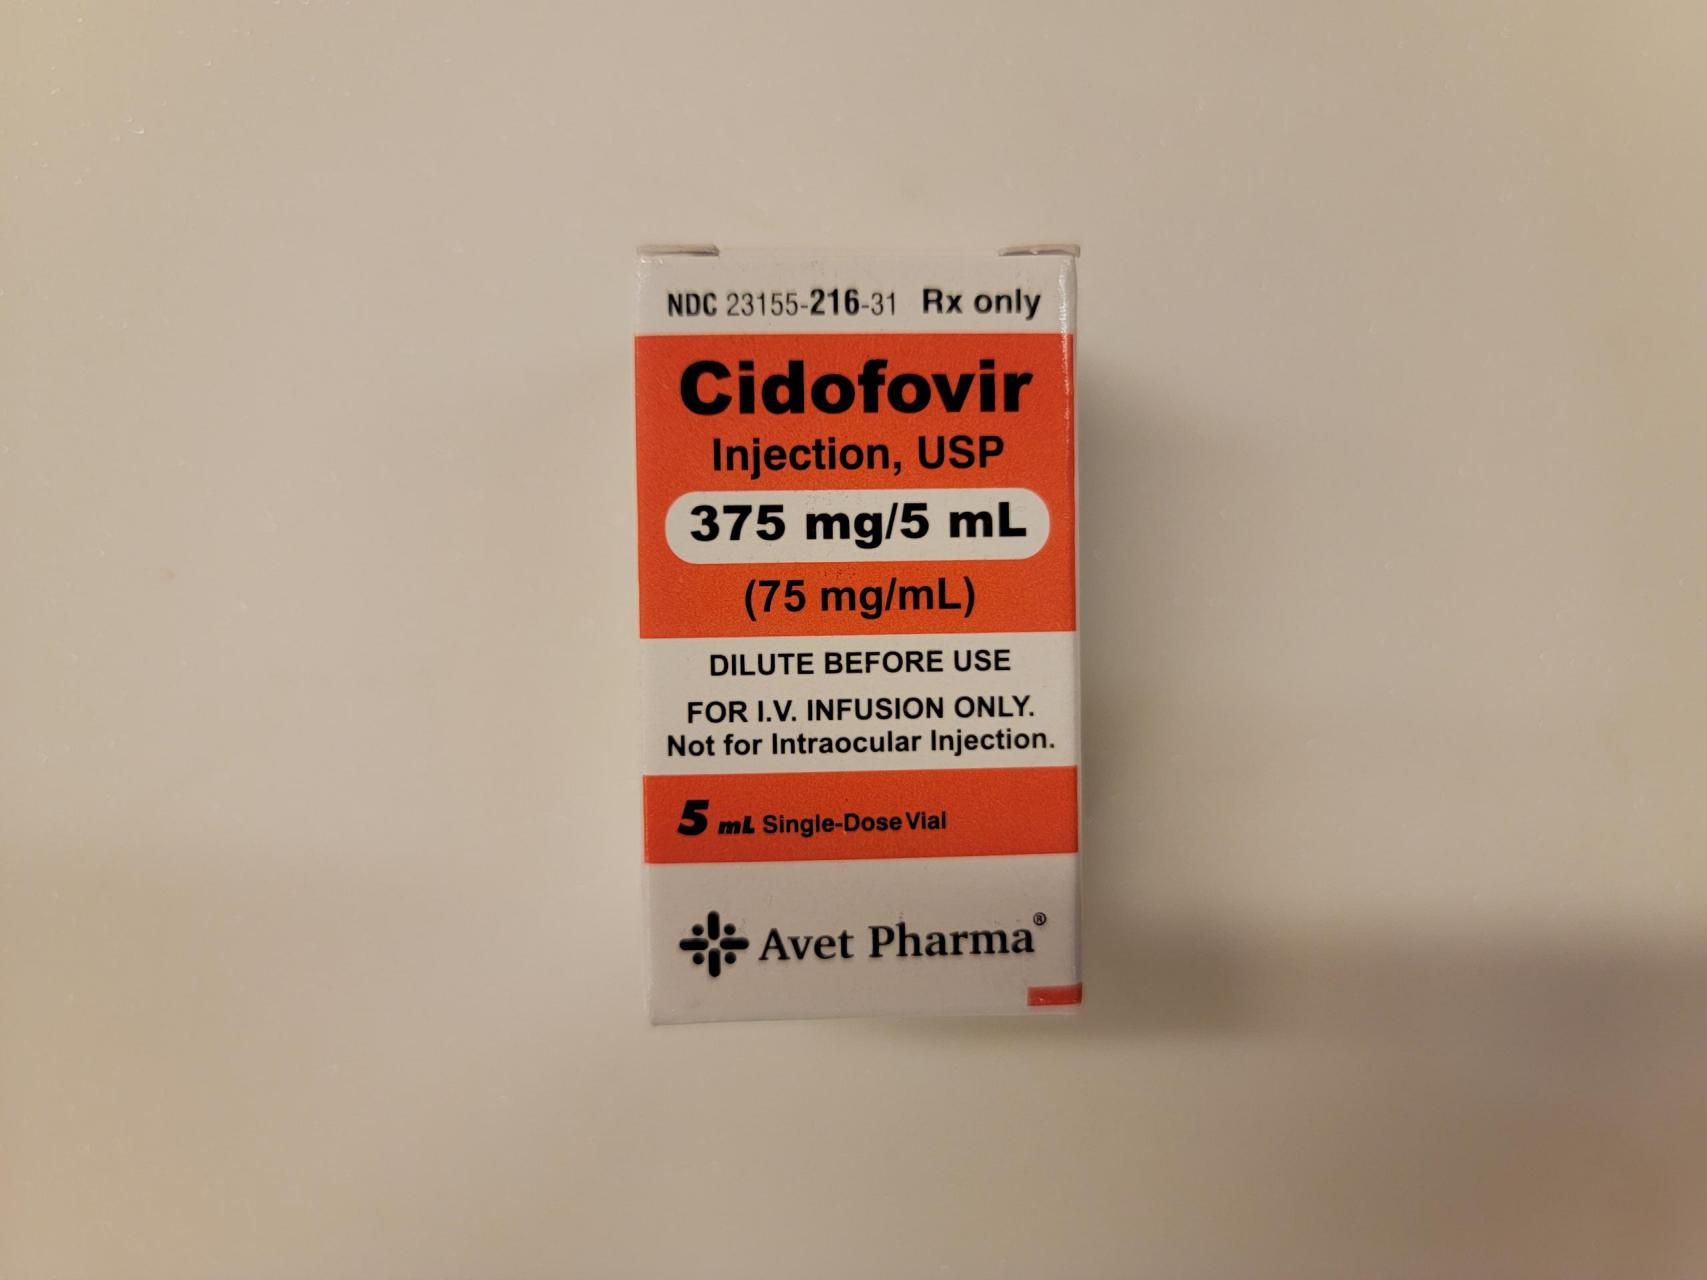 NDC 23155-216-31 Rx only
Cidofovir
Injection, USP
375 mg/5 mL
(75 mg/mL)
DILUTE BEFORE USE
FOR I.V. INFUSION ONLY.
Not for Intraocular Injection.
5 mL Single-Dose Vial
Avet Pharma®